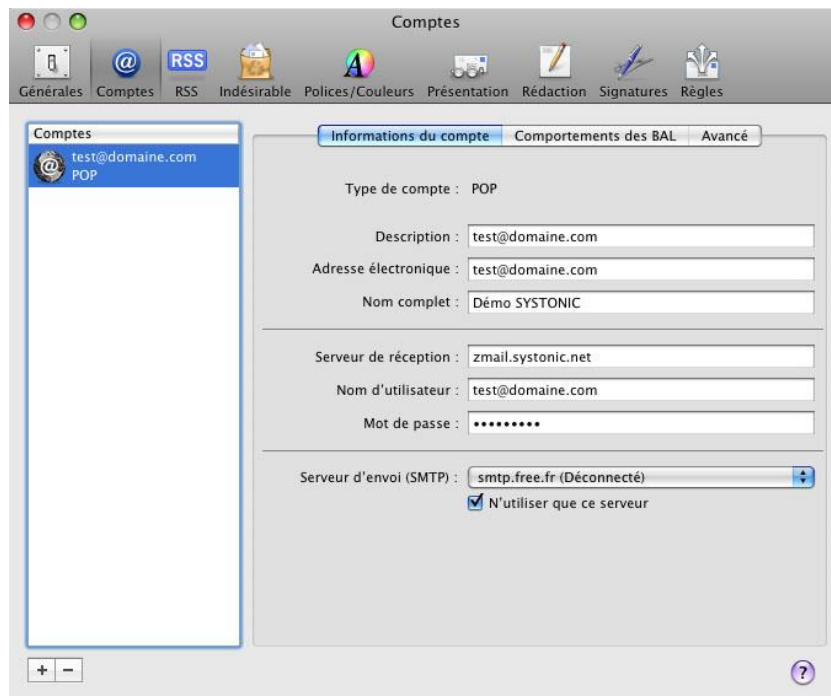 Comptes
Générales Comptes RSS Indésirable Polices/Couleurs Présentation Rédaction Signatures Règles
Comptes
test@domaine.com
POP
Informations du compte Comportements des BAL Avancé
Type de compte : POP
Description : test@domaine.com
Adresse électronique : test@domaine.com
Nom complet : Démo SYSTONIC
Serveur de réception : zmail.systonic.net
Nom d'utilisateur : test@domaine.com
Mot de passe : •••••••••
Serveur d'envoi (SMTP) : smtp.free.fr (Déconnecté)
N'utiliser que ce serveur
+ − ?